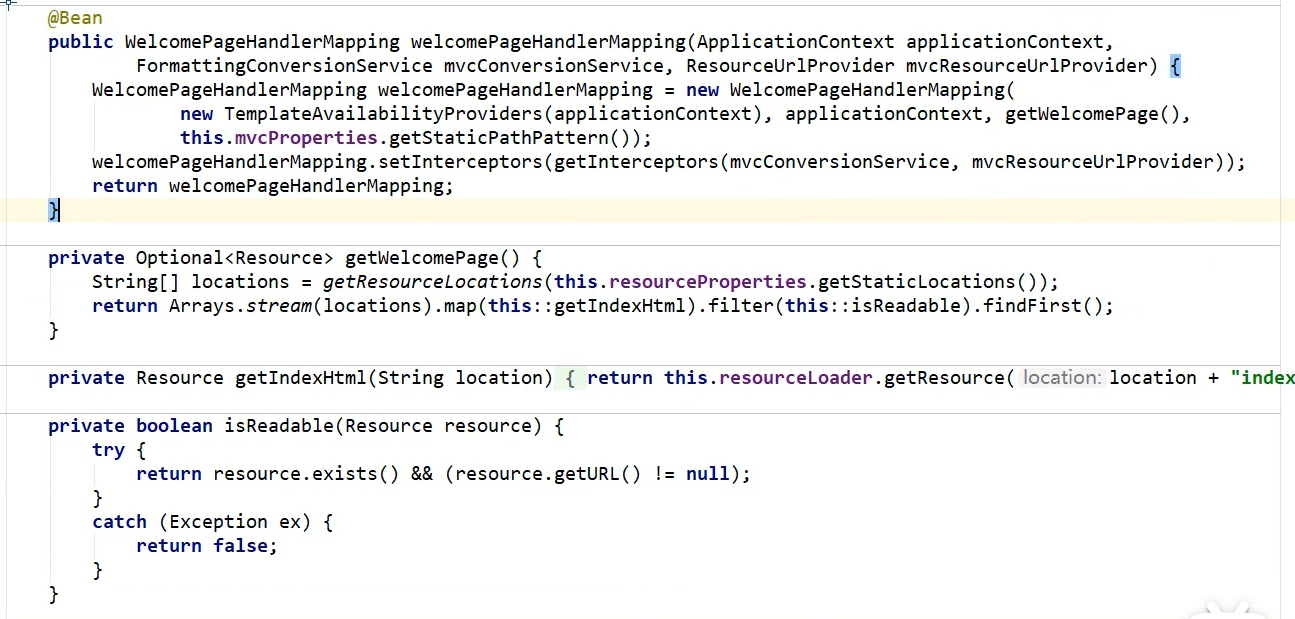 @Bean
public WelcomePageHandlerMapping welcomePageHandlerMapping(ApplicationContext applicationContext,
        FormattingConversionService mvcConversionService, ResourceUrlProvider mvcResourceUrlProvider) {
    WelcomePageHandlerMapping welcomePageHandlerMapping = new WelcomePageHandlerMapping(
            new TemplateAvailabilityProviders(applicationContext), applicationContext, getWelcomePage(),
            this.mvcProperties.getStaticPathPattern());
    welcomePageHandlerMapping.setInterceptors(getInterceptors(mvcConversionService, mvcResourceUrlProvider));
    return welcomePageHandlerMapping;
}
private Optional<Resource> getWelcomePage() {
    String[] locations = getResourceLocations(this.resourceProperties.getStaticLocations());
    return Arrays.stream(locations).map(this::getIndexHtml).filter(this::isReadable).findFirst();
}
private Resource getIndexHtml(String location) { return this.resourceLoader.getResource( location: location + "index
private boolean isReadable(Resource resource) {
    try {
        return resource.exists() && (resource.getURL() != null);
    }
    catch (Exception ex) {
        return false;
    }
}